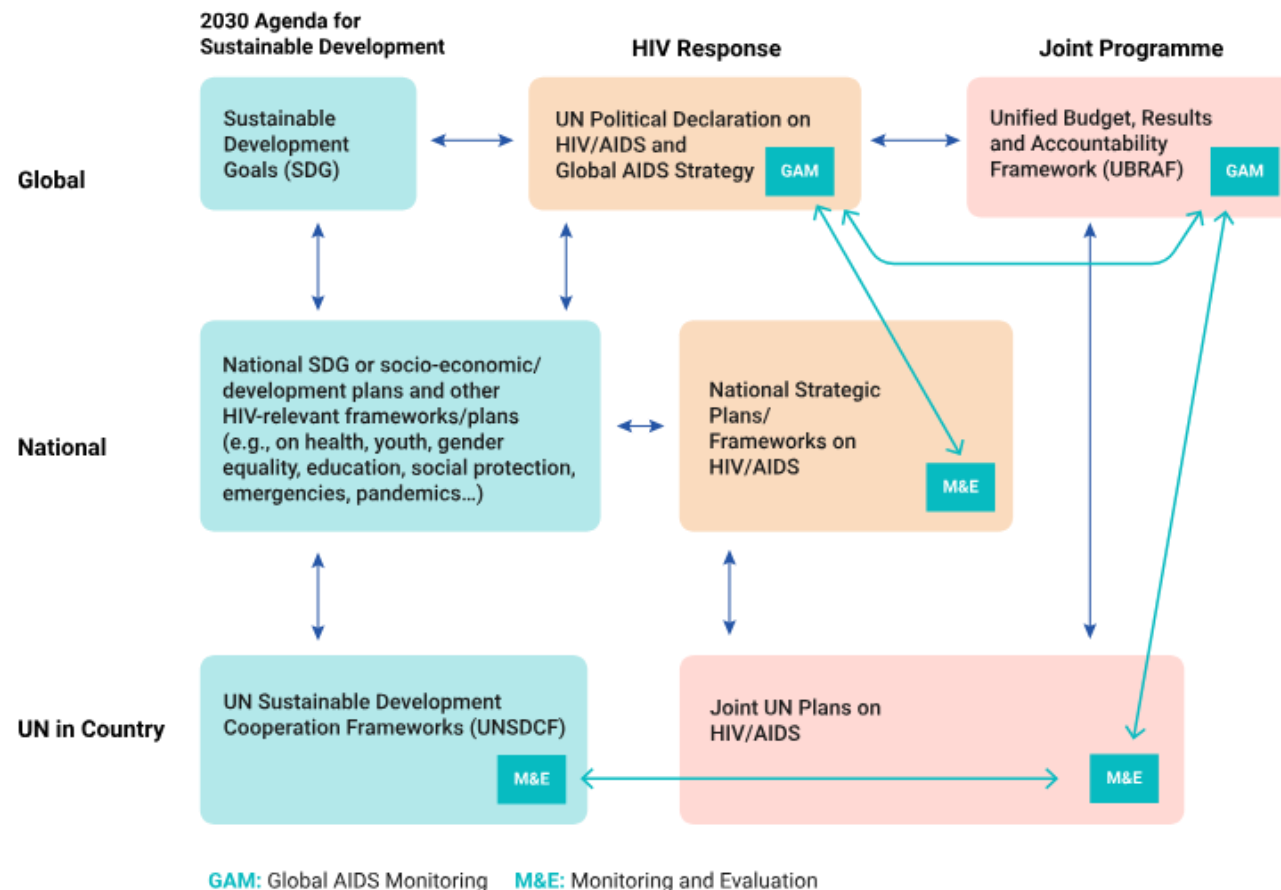 2030 Agenda for
Sustainable Development
HIV Response
Joint Programme
Global
Sustainable
Development
Goals (SDG)
UN Political Declaration on
HIV/AIDS and
Global AIDS Strategy
GAM
Unified Budget, Results
and Accountability
Framework (UBRAF)
GAM
National
National SDG or socio-economic/
development plans and other
HIV-relevant frameworks/plans
(e.g., on health, youth, gender
equality, education, social protection,
emergencies, pandemics...)
National Strategic
Plans/
Frameworks on
HIV/AIDS
M&E
UN in Country
UN Sustainable Development
Cooperation Frameworks (UNSDCF)
M&E
Joint UN Plans on
HIV/AIDS
M&E
GAM: Global AIDS Monitoring M&E: Monitoring and Evaluation